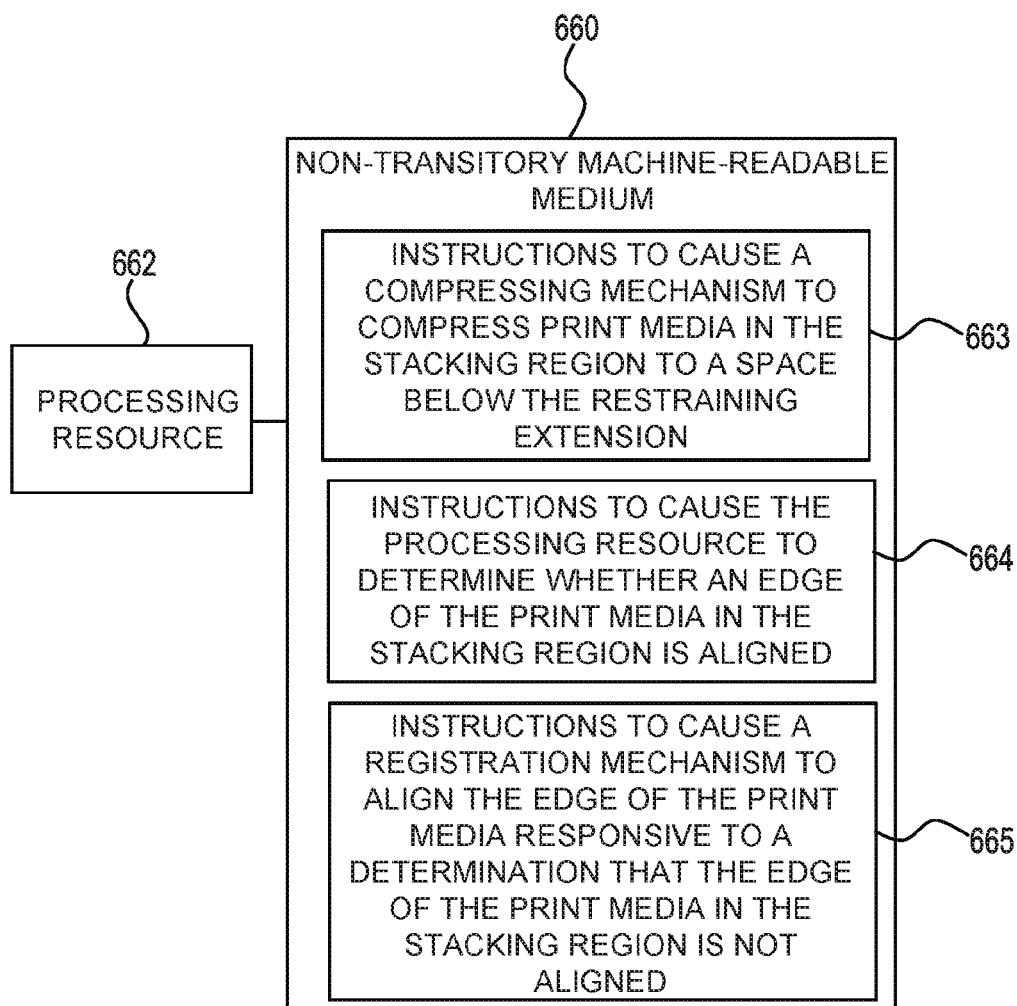 660
NON-TRANSITORY MACHINE-READABLE
MEDIUM
662
PROCESSING
RESOURCE
INSTRUCTIONS TO CAUSE A
COMPRESSING MECHANISM TO
COMPRESS PRINT MEDIA IN THE
STACKING REGION TO A SPACE
BELOW THE RESTRAINING
EXTENSION
663
INSTRUCTIONS TO CAUSE THE
PROCESSING RESOURCE TO
DETERMINE WHETHER AN EDGE
OF THE PRINT MEDIA IN THE
STACKING REGION IS ALIGNED
664
INSTRUCTIONS TO CAUSE A
REGISTRATION MECHANISM TO
ALIGN THE EDGE OF THE PRINT
MEDIA RESPONSIVE TO A
DETERMINATION THAT THE EDGE
OF THE PRINT MEDIA IN THE
STACKING REGION IS NOT
ALIGNED
665